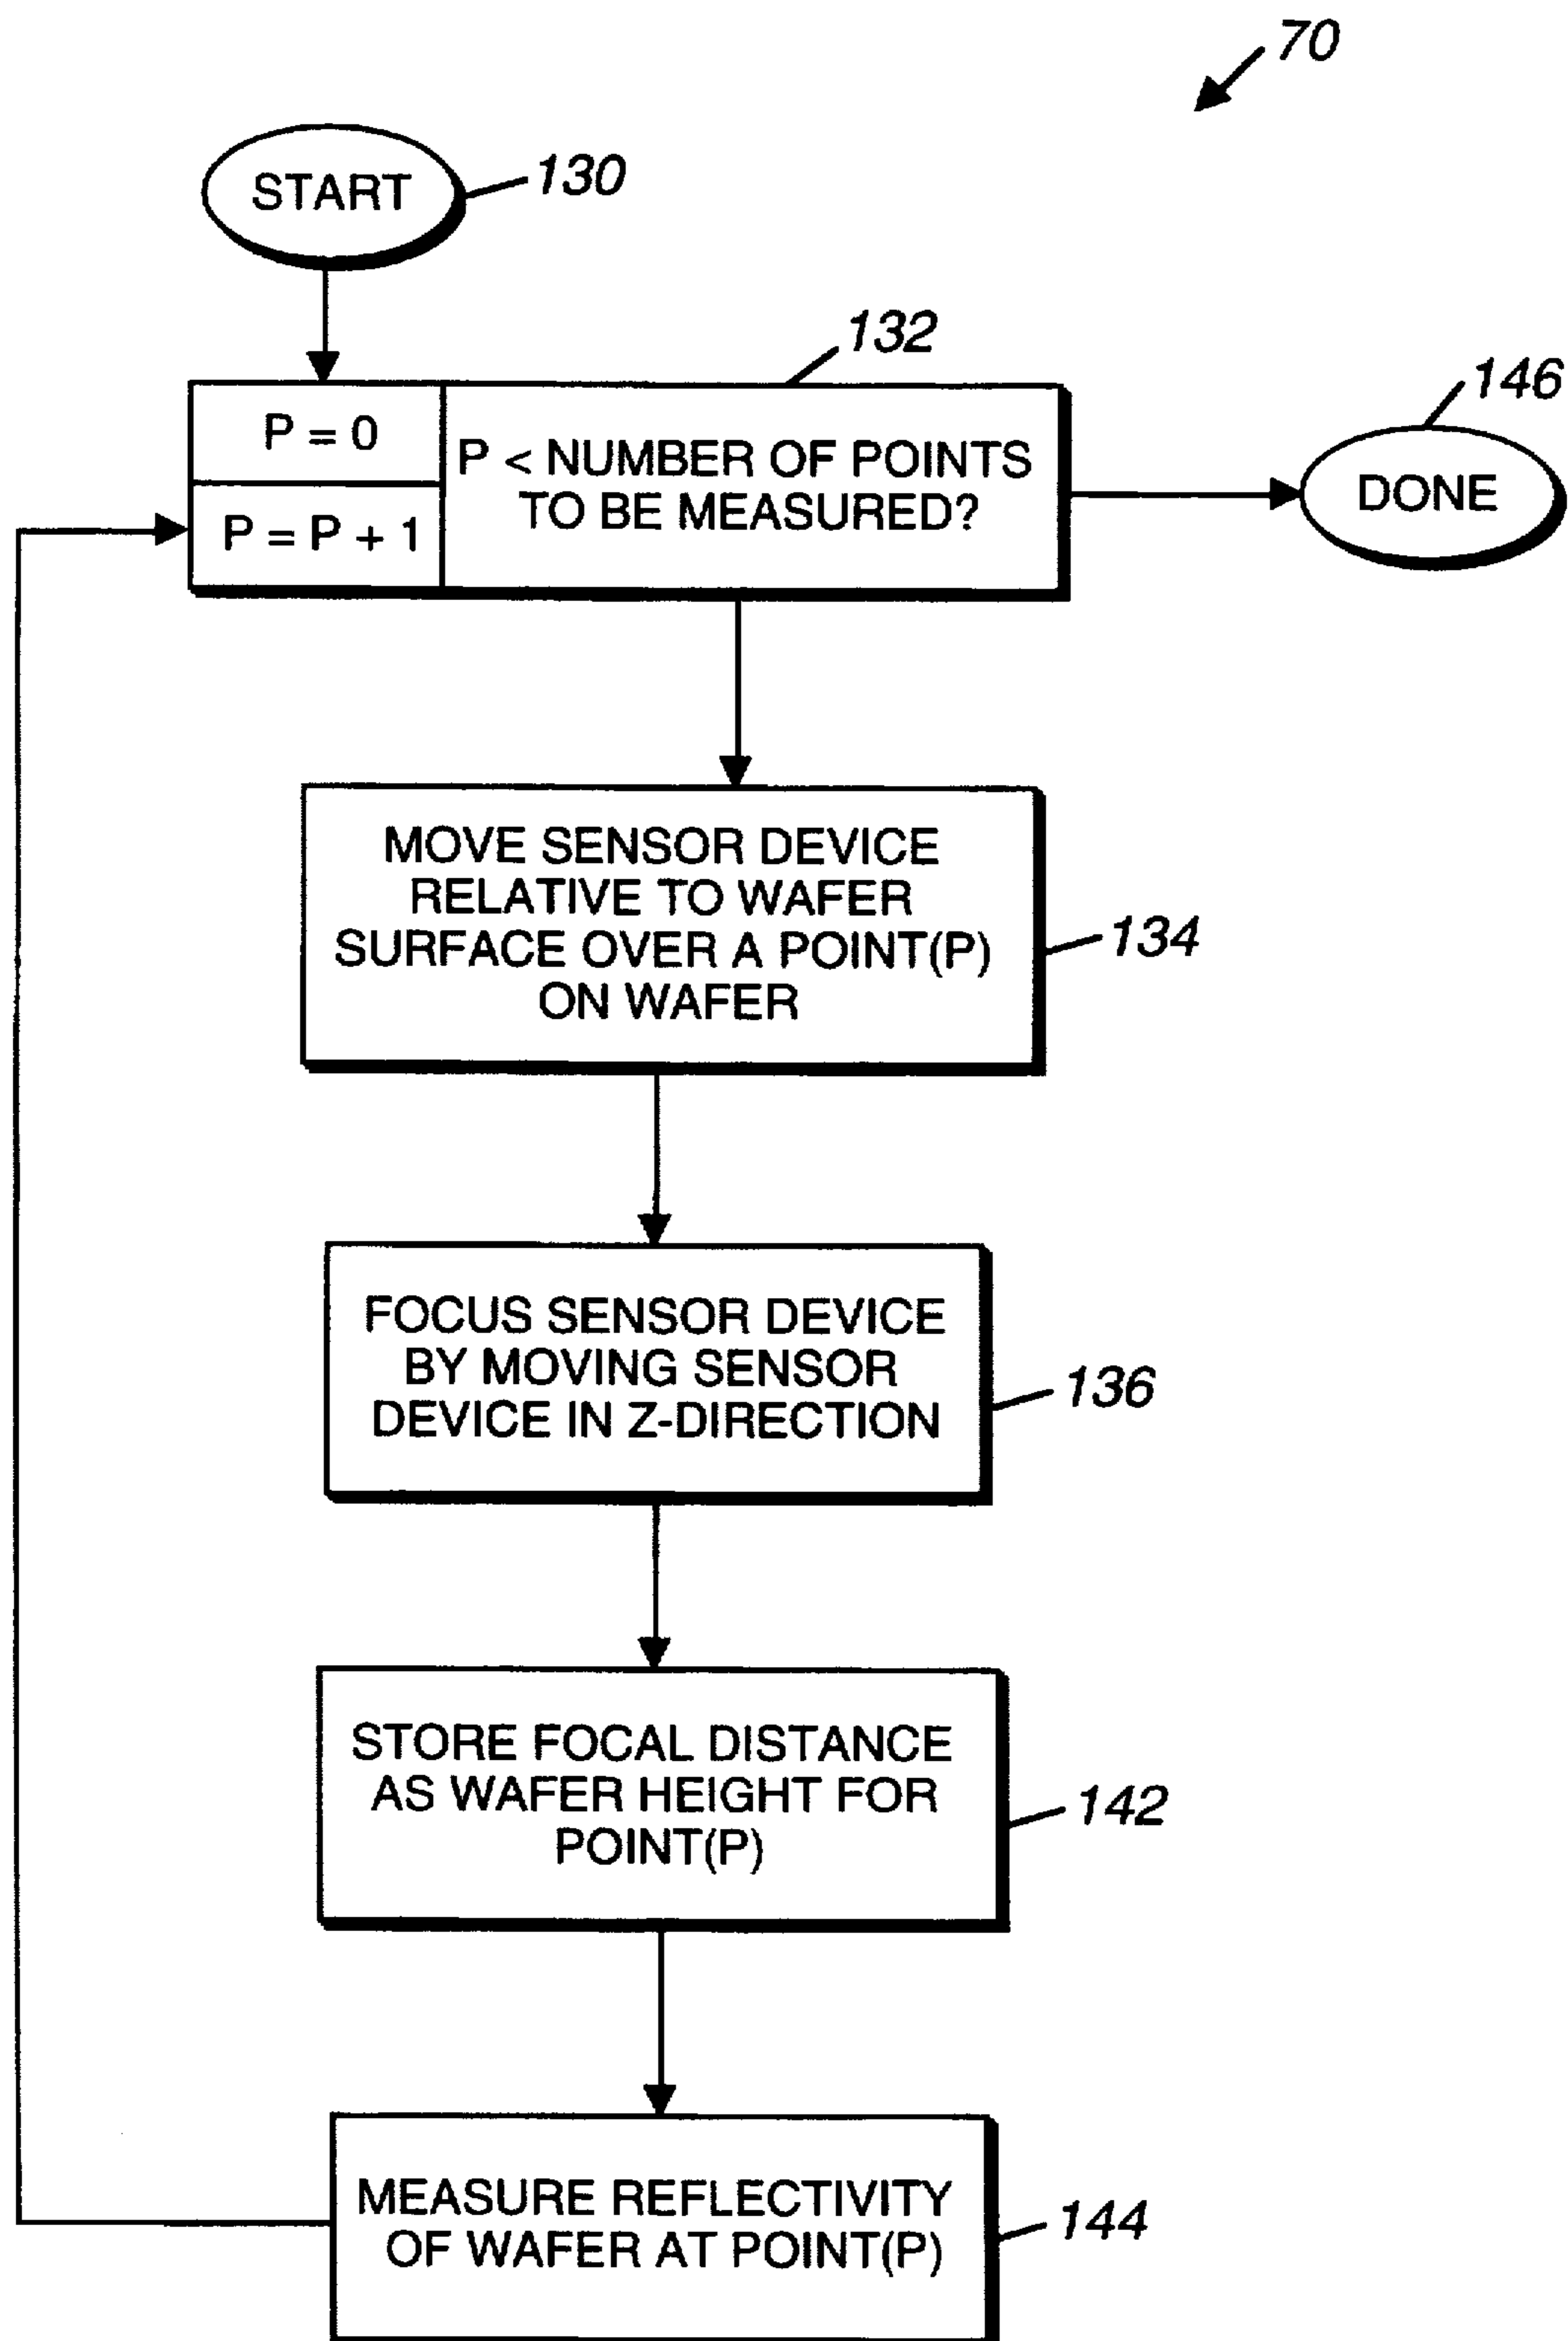 70
START
130
132
P = 0
P = P + 1
P < NUMBER OF POINTS
TO BE MEASURED?
146
DONE
MOVE SENSOR DEVICE
RELATIVE TO WAFER
SURFACE OVER A POINT(P)
ON WAFER
134
FOCUS SENSOR DEVICE
BY MOVING SENSOR
DEVICE IN Z-DIRECTION
136
STORE FOCAL DISTANCE
AS WAFER HEIGHT FOR
POINT(P)
142
MEASURE REFLECTIVITY
OF WAFER AT POINT(P)
144